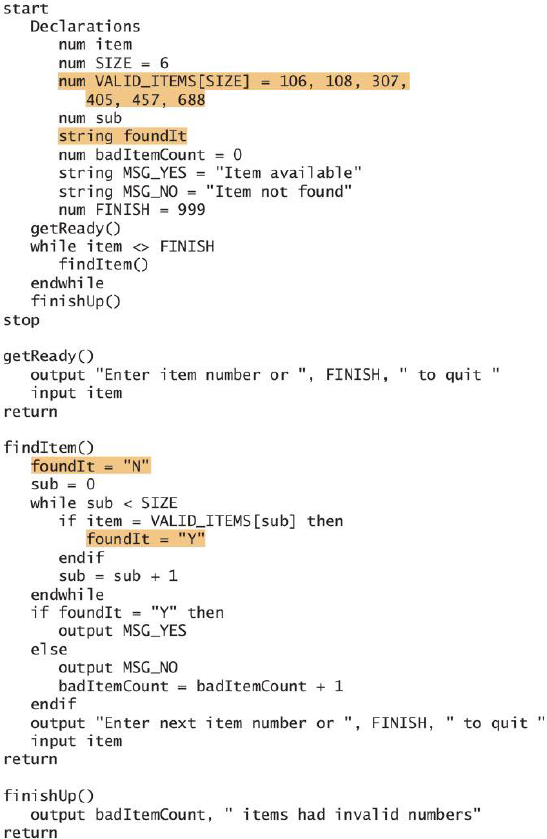 start
Declarations
num item
num SIZE = 6
num VALID_ITEMS[SIZE] = 106, 108, 307,
405, 457, 688
num sub
string foundIt
num badItemCount = 0
string MSG_YES = "Item available"
string MSG_NO = "Item not found"
num FINISH = 999
getReady()
while item <> FINISH
findItem()
endwhile
finishUp()
stop
getReady()
output "Enter item number or ", FINISH, " to quit "
input item
return
findItem()
foundIt = "N"
sub = 0
while sub < SIZE
if item = VALID_ITEMS[sub] then
foundIt = "Y"
endif
sub = sub + 1
endwhile
if foundIt = "Y" then
output MSG_YES
else
output MSG_NO
badItemCount = badItemCount + 1
endif
output "Enter next item number or ", FINISH, " to quit "
input item
return
finishUp()
output badItemCount, " items had invalid numbers"
return